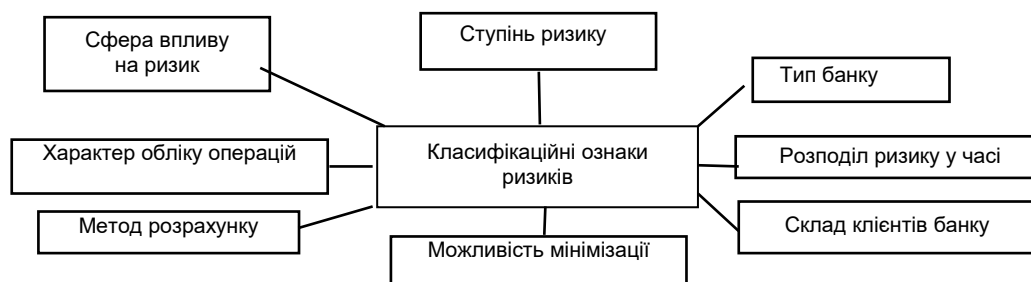 Сфера впливу
на ризик
Ступінь ризику
Тип банку
Характер обліку операцій
Класифікаційні ознаки
ризиків
Розподіл ризику у часі
Метод розрахунку
Можливість мінімізації
Склад клієнтів банку